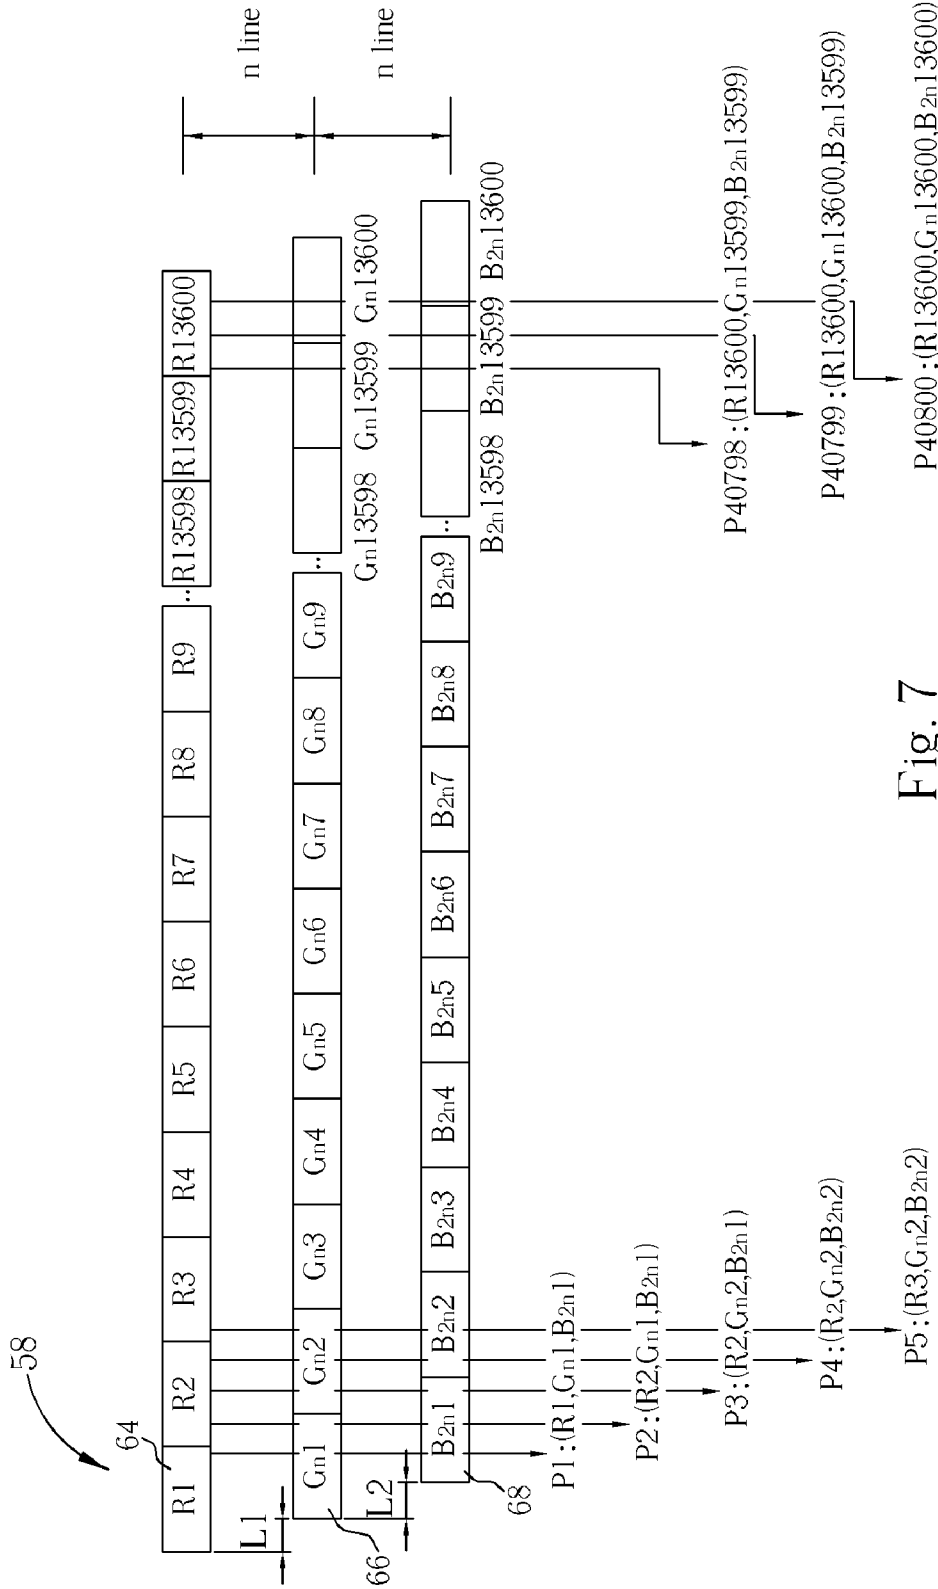 58
64
R1 R2 R3 R4 R5 R6 R7 R8 R9 ·· R13598 R13599 R13600
L1
n line
66
Gn1 Gn2 Gn3 Gn4 Gn5 Gn6 Gn7 Gn8 Gn9 ··
Gn13598 Gn13599 Gn13600
L2
n line
68
B2n1 B2n2 B2n3 B2n4 B2n5 B2n6 B2n7 B2n8 B2n9 ··
B2n13598 B2n13599 B2n13600
P1:(R1,Gn1,B2n1)
P2:(R2,Gn1,B2n1)
P3:(R2,Gn2,B2n1)
P4:(R2,Gn2,B2n2)
P5:(R3,Gn2,B2n2)
P40798:(R13600,Gn13599,B2n13599)
P40799:(R13600,Gn13600,B2n13599)
P40800:(R13600,Gn13600,B2n13600)
Fig. 7